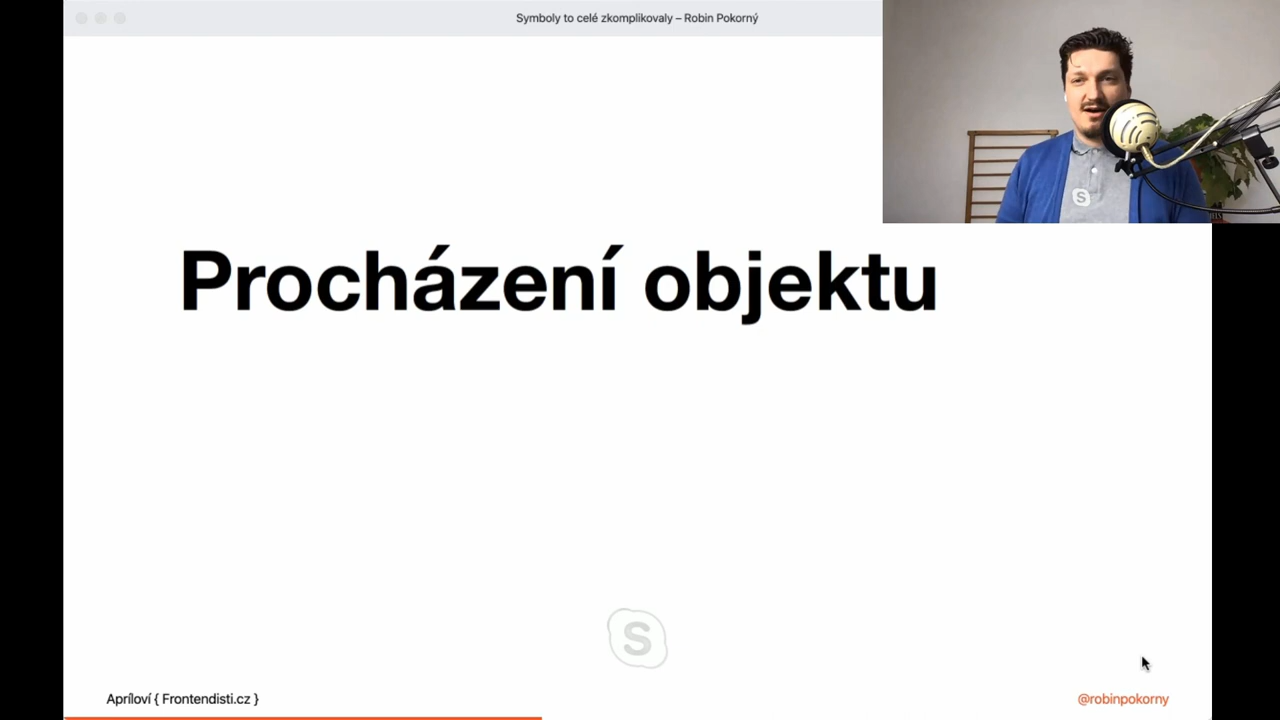 Symboly to celé zkomplikovaly – Robin Pokorný
Procházení objektu
S
S
Apríloví { Frontendisti.cz }
@robinpokorny